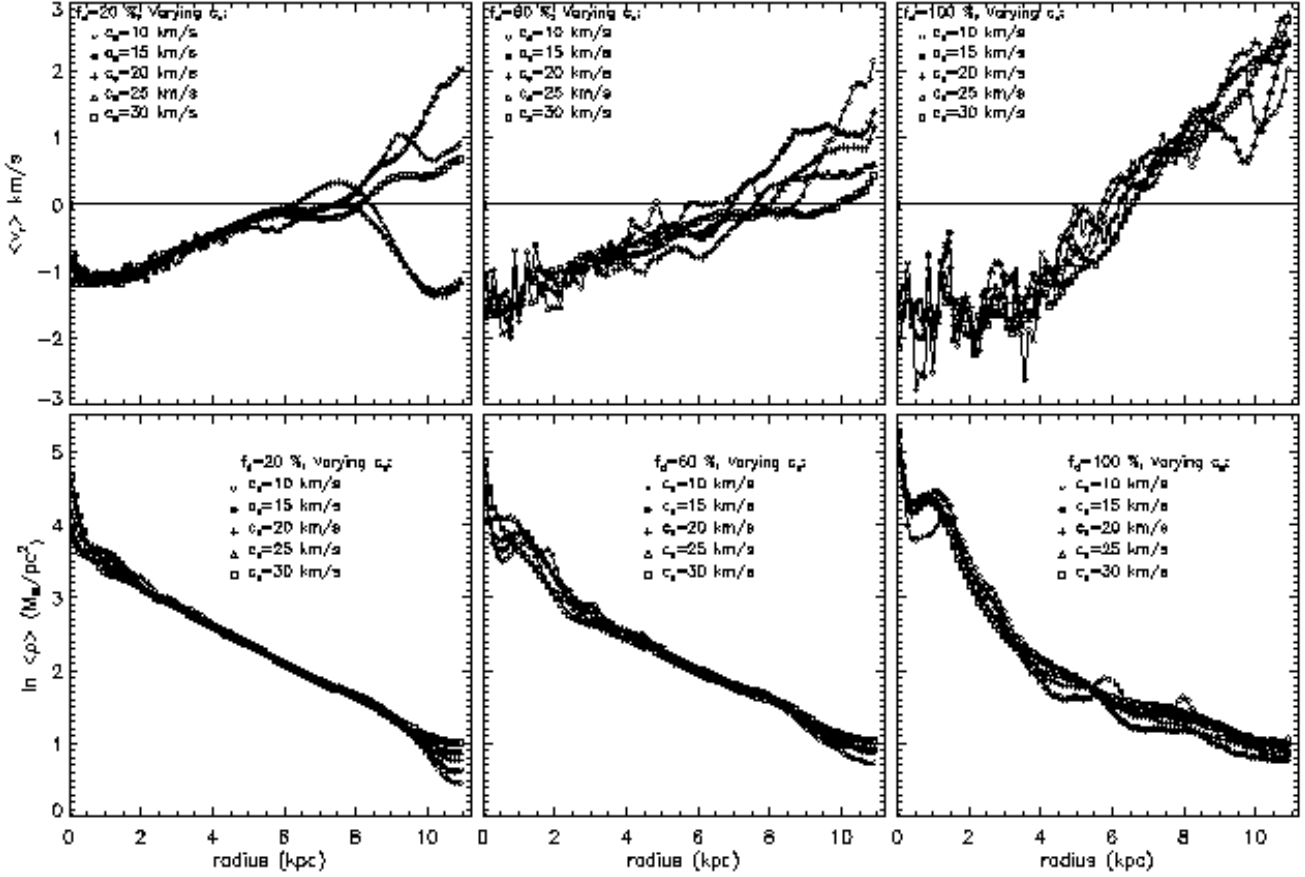 f_d=20 %, Varying c_s:
c_s=10 km/s
c_s=15 km/s
c_s=20 km/s
c_s=25 km/s
c_s=30 km/s
f_d=60 %, Varying c_s:
c_s=10 km/s
c_s=15 km/s
c_s=20 km/s
c_s=25 km/s
c_s=30 km/s
f_d=100 %, Varying c_s:
c_s=10 km/s
c_s=15 km/s
c_s=20 km/s
c_s=25 km/s
c_s=30 km/s
3
2
1
0
−1
−2
−3
<v_r> km/s
f_d=20 %, Varying c_s:
c_s=10 km/s
c_s=15 km/s
c_s=20 km/s
c_s=25 km/s
c_s=30 km/s
f_d=60 %, Varying c_s:
c_s=10 km/s
c_s=15 km/s
c_s=20 km/s
c_s=25 km/s
c_s=30 km/s
f_d=100 %, Varying c_s:
c_s=10 km/s
c_s=15 km/s
c_s=20 km/s
c_s=25 km/s
c_s=30 km/s
5
4
3
2
1
0
ln <ρ> (M /pc²)
0 2 4 6 8 10
0 2 4 6 8 10
0 2 4 6 8 10
radius (kpc)
radius (kpc)
radius (kpc)